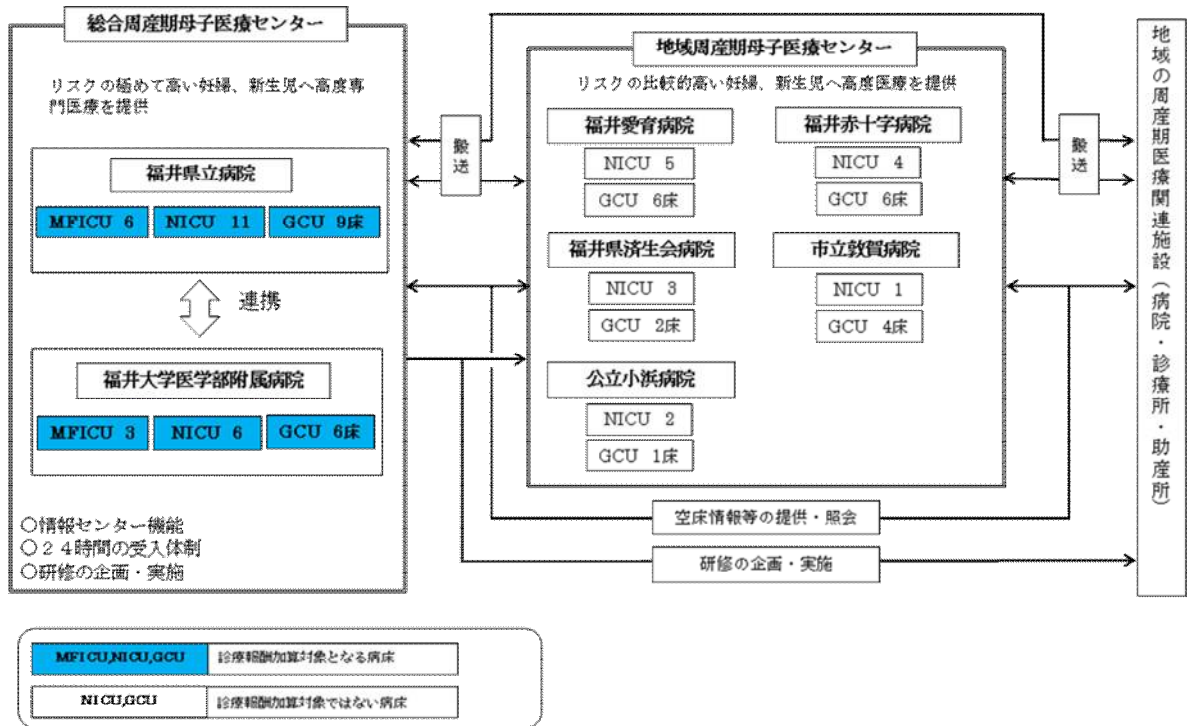 総合周産期母子医療センター
リスクの極めて高い妊婦、新生児へ高度専
門医療を提供
福井県立病院
MFICU 6
NICU 11
GCU 9床
連携
福井大学医学部附属病院
MFICU 3
NICU 6
GCU 6床
○情報センター機能
○24時間の受入体制
○研修の企画・実施
搬送
地域周産期母子医療センター
リスクの比較的高い妊婦、新生児へ高度医療を提供
福井愛育病院
NICU 5
GCU 6床
福井赤十字病院
NICU 4
GCU 6床
福井県済生会病院
NICU 3
GCU 2床
市立敦賀病院
NICU 1
GCU 4床
公立小浜病院
NICU 2
GCU 1床
空床情報等の提供・照会
研修の企画・実施
搬送
地域の周産期医療関連施設(病院・診療所・助産所)
MFICU,NICU,GCU
診療報酬加算対象となる病床
NICU,GCU
診療報酬加算対象ではない病床